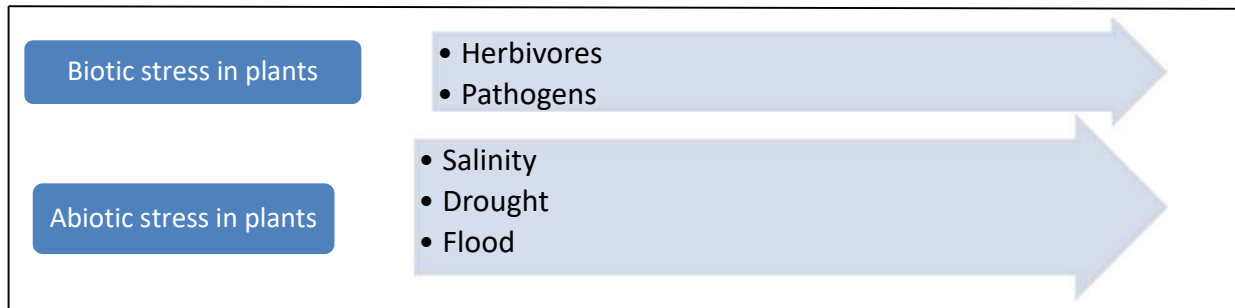 Biotic stress in plants
• Herbivores
• Pathogens
Abiotic stress in plants
• Salinity
• Drought
• Flood